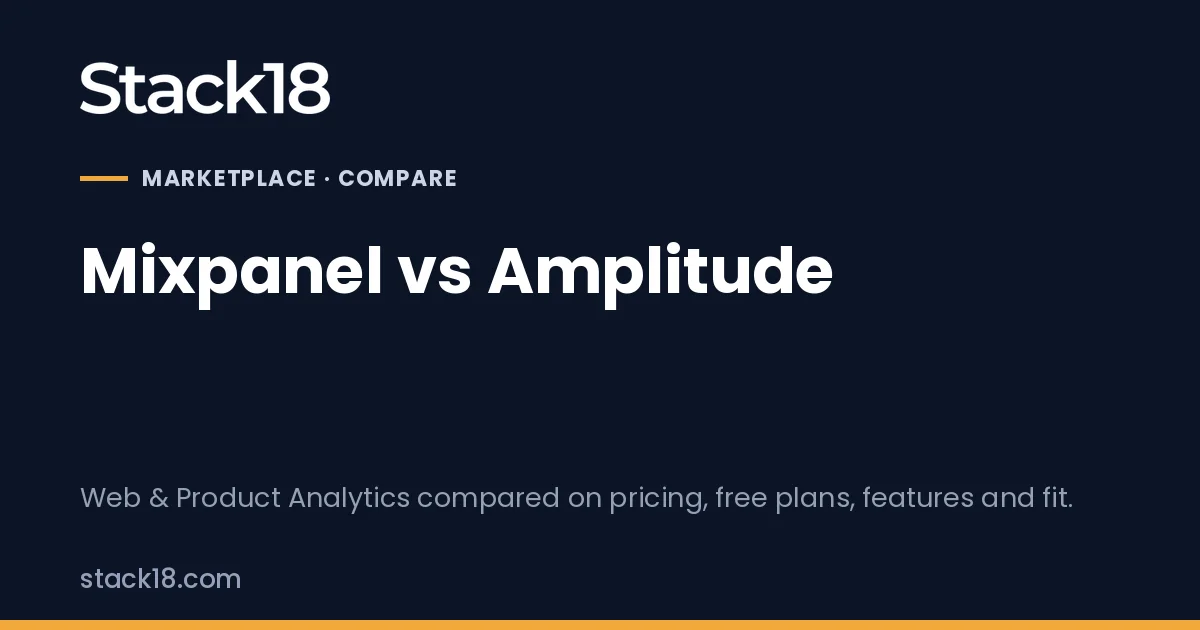 Stack18
MARKETPLACE · COMPARE
Mixpanel vs Amplitude
Web & Product Analytics compared on pricing, free plans, features and fit.
stack18.com